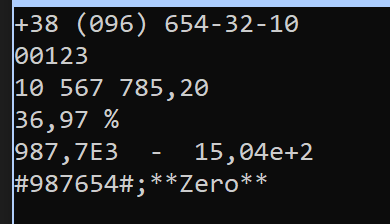 +38 (096) 654-32-10
00123
10 567 785,20
36,97 %
987,7E3  -  15,04e+2
#987654#;**Zero**